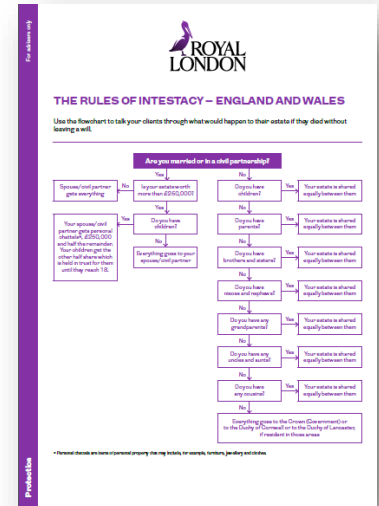 For advisers only
ROYAL
LONDON
THE RULES OF INTESTACY – ENGLAND AND WALES
Use the flowchart to talk your clients through what would happen to their estate if they died without
leaving a will.
Are you married or in a civil partnership?
Yes
No
Spouse/civil partner
gets everything
No
Is your estate worth
more than £250,000?
Do you have
children?
Yes
Your estate is shared
equally between them
Yes
No
Your spouse/civil
partner gets personal
chattels*, £250,000
and half the remainder.
Your children get the
other half share which
is held in trust for them
until they reach 18.
Yes
Do you have
children?
Do you have
parents?
Yes
Your estate is shared
equally between them
No
No
Everything goes to your
spouse/civil partner
Do you have
brothers and sisters?
Yes
Your estate is shared
equally between them
No
Do you have
nieces and nephews?
Yes
Your estate is shared
equally between them
No
Do you have any
grandparents?
Yes
Your estate is shared
equally between them
No
Do you have any
uncles and aunts?
Yes
Your estate is shared
equally between them
No
Do you have
any cousins?
Yes
Your estate is shared
equally between them
No
Everything goes to the Crown (Government) or
to the Duchy of Cornwall or to the Duchy of Lancaster,
if resident in those areas
* Personal chattels are items of personal property that may include, for example, furniture, jewellery and clothes.
Protection